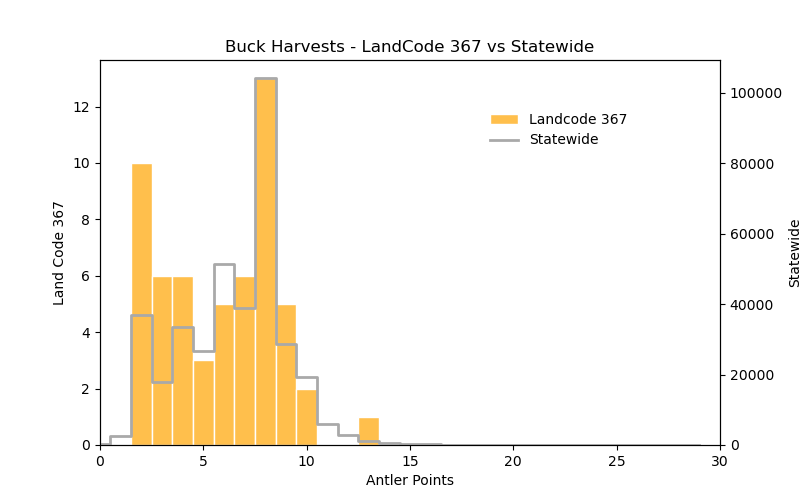 Buck Harvests - LandCode 367 vs Statewide
Landcode 367
Statewide
Land Code 367
12
10
8
6
4
2
0
100000
80000
60000
40000
20000
0
Statewide
0 5 10 15 20 25 30
Antler Points